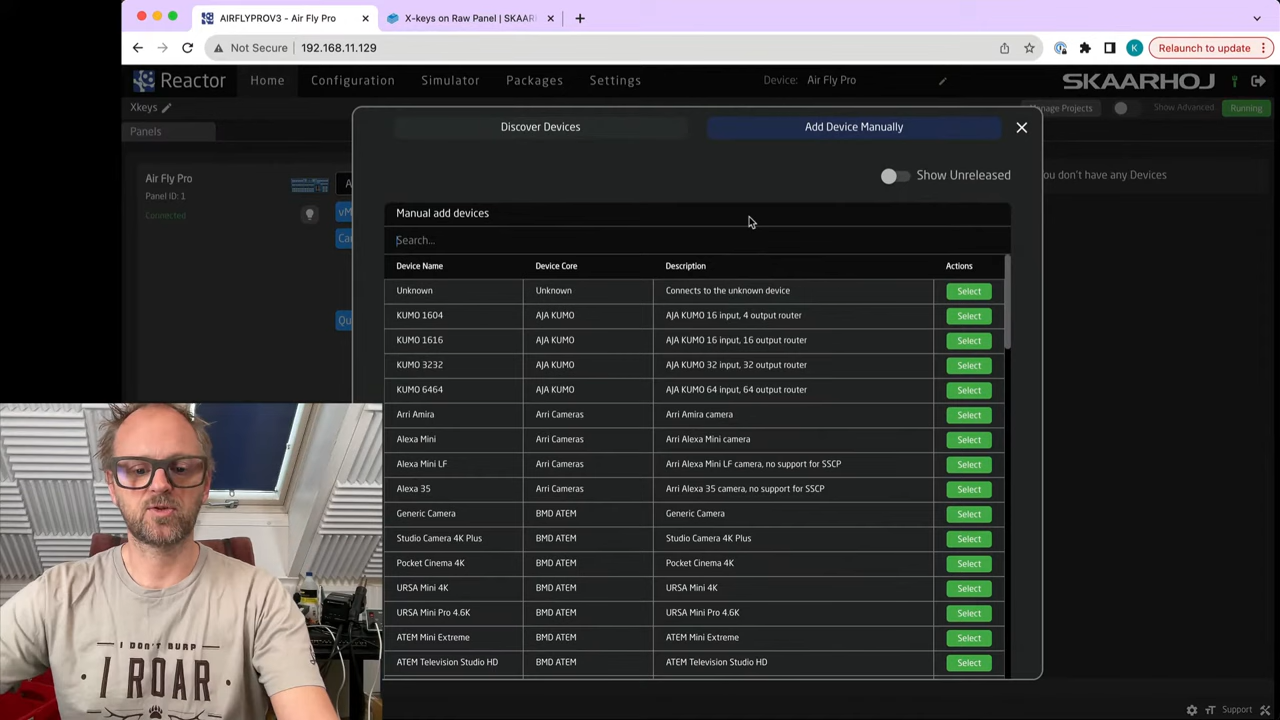 AIRFLYPROV3 - Air Fly Pro
X-keys on Raw Panel | SKAAR
Not Secure 192.168.11.129
K
Relaunch to update
Reactor Home Configuration Simulator Packages Settings
Device: Air Fly Pro
SKAARHOJ
Xkeys
anage Projects
Show Advanced
Running
Panels
Air Fly Pro
Panel ID: 1
Connected
A
vM
Ca
Qu
ou don't have any Devices
Discover Devices
Add Device Manually
Show Unreleased
Manual add devices
Search...
Device Name Device Core Description Actions
Unknown Unknown Connects to the unknown device Select
KUMO 1604 AJA KUMO AJA KUMO 16 input, 4 output router Select
KUMO 1616 AJA KUMO AJA KUMO 16 input, 16 output router Select
KUMO 3232 AJA KUMO AJA KUMO 32 input, 32 output router Select
KUMO 6464 AJA KUMO AJA KUMO 64 input, 64 output router Select
Arri Amira Arri Cameras Arri Amira camera Select
Alexa Mini Arri Cameras Arri Alexa Mini camera Select
Alexa Mini LF Arri Cameras Arri Alexa Mini LF camera, no support for SSCP Select
Alexa 35 Arri Cameras Arri Alexa 35 camera, no support for SSCP Select
Generic Camera BMD ATEM Generic Camera Select
Studio Camera 4K Plus BMD ATEM Studio Camera 4K Plus Select
Pocket Cinema 4K BMD ATEM Pocket Cinema 4K Select
URSA Mini 4K BMD ATEM URSA Mini 4K Select
URSA Mini Pro 4.6K BMD ATEM URSA Mini Pro 4.6K Select
ATEM Mini Extreme BMD ATEM ATEM Mini Extreme Select
ATEM Television Studio HD BMD ATEM ATEM Television Studio HD Select
I DON'T BURP
I ROAR
Support